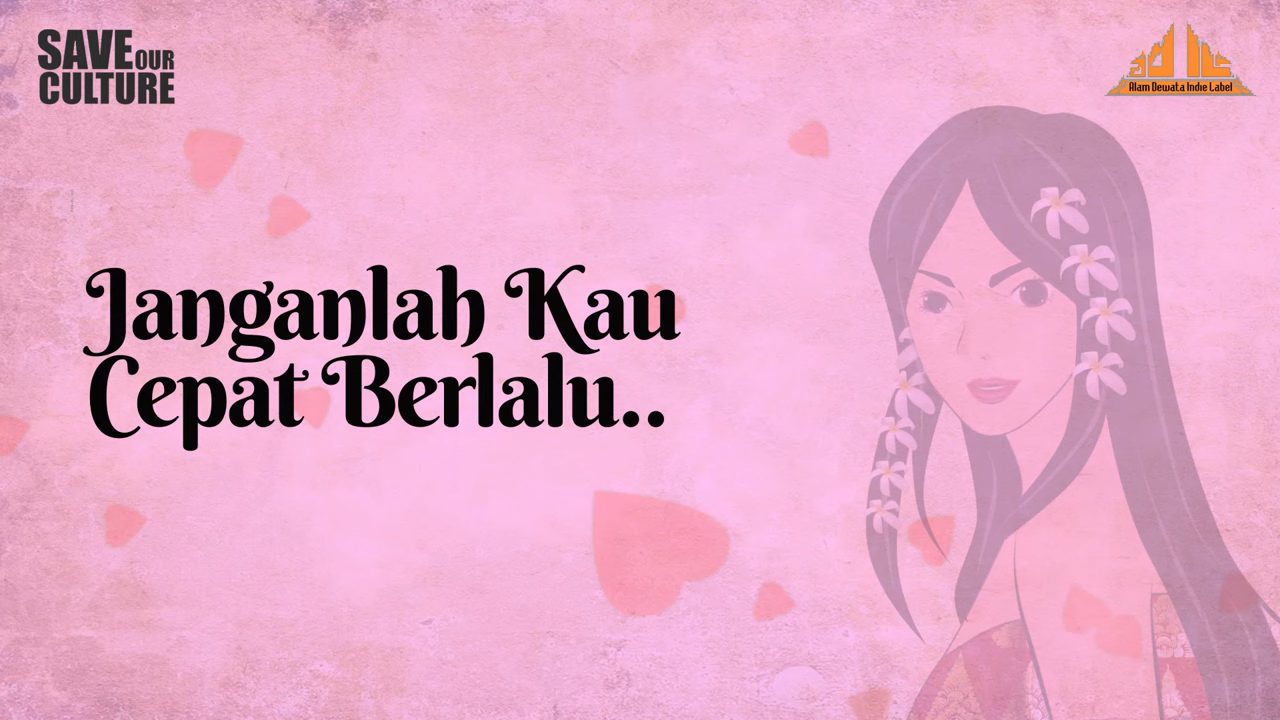 SAVE OUR
CULTURE
Alam Dewata Indie Label
Janganlah Kau
Cepat Berlalu..